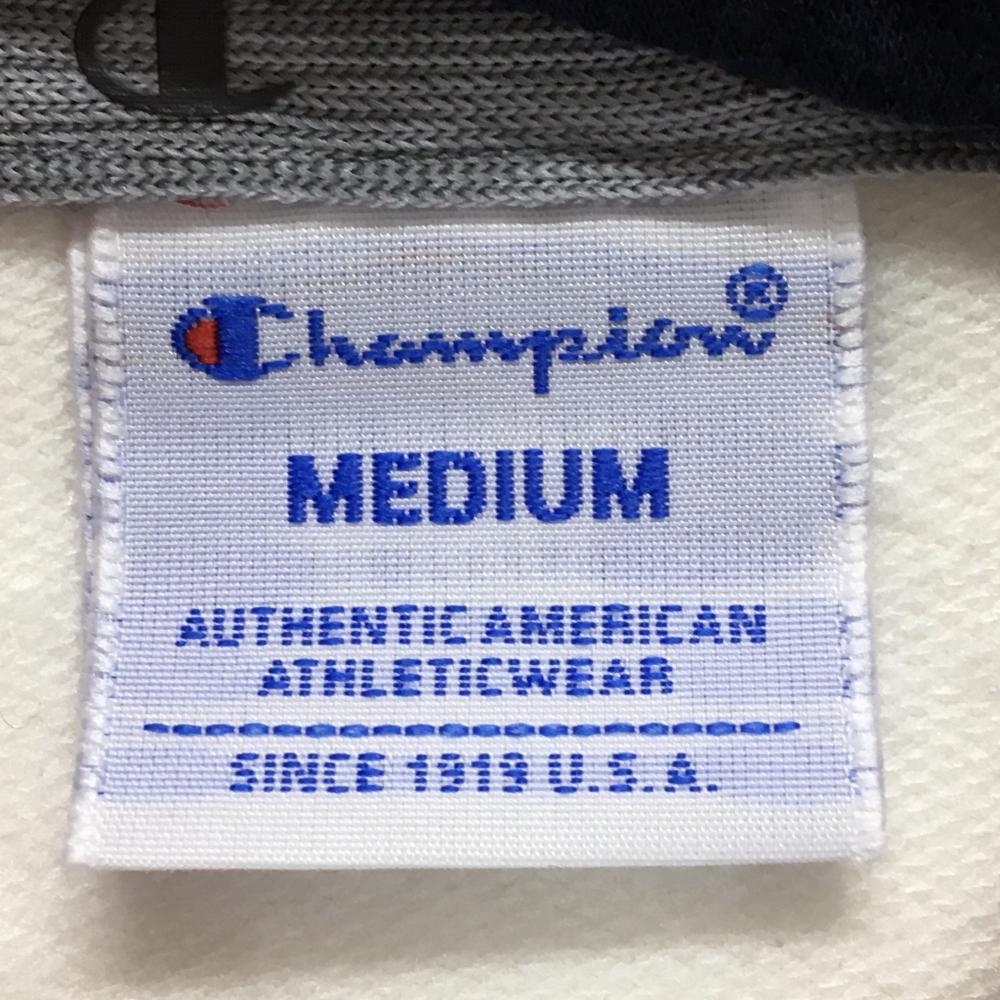 Champion®
MEDIUM
AUTHENTIC AMERICAN
ATHLETICWEAR
SINCE 1919 U.S.A.